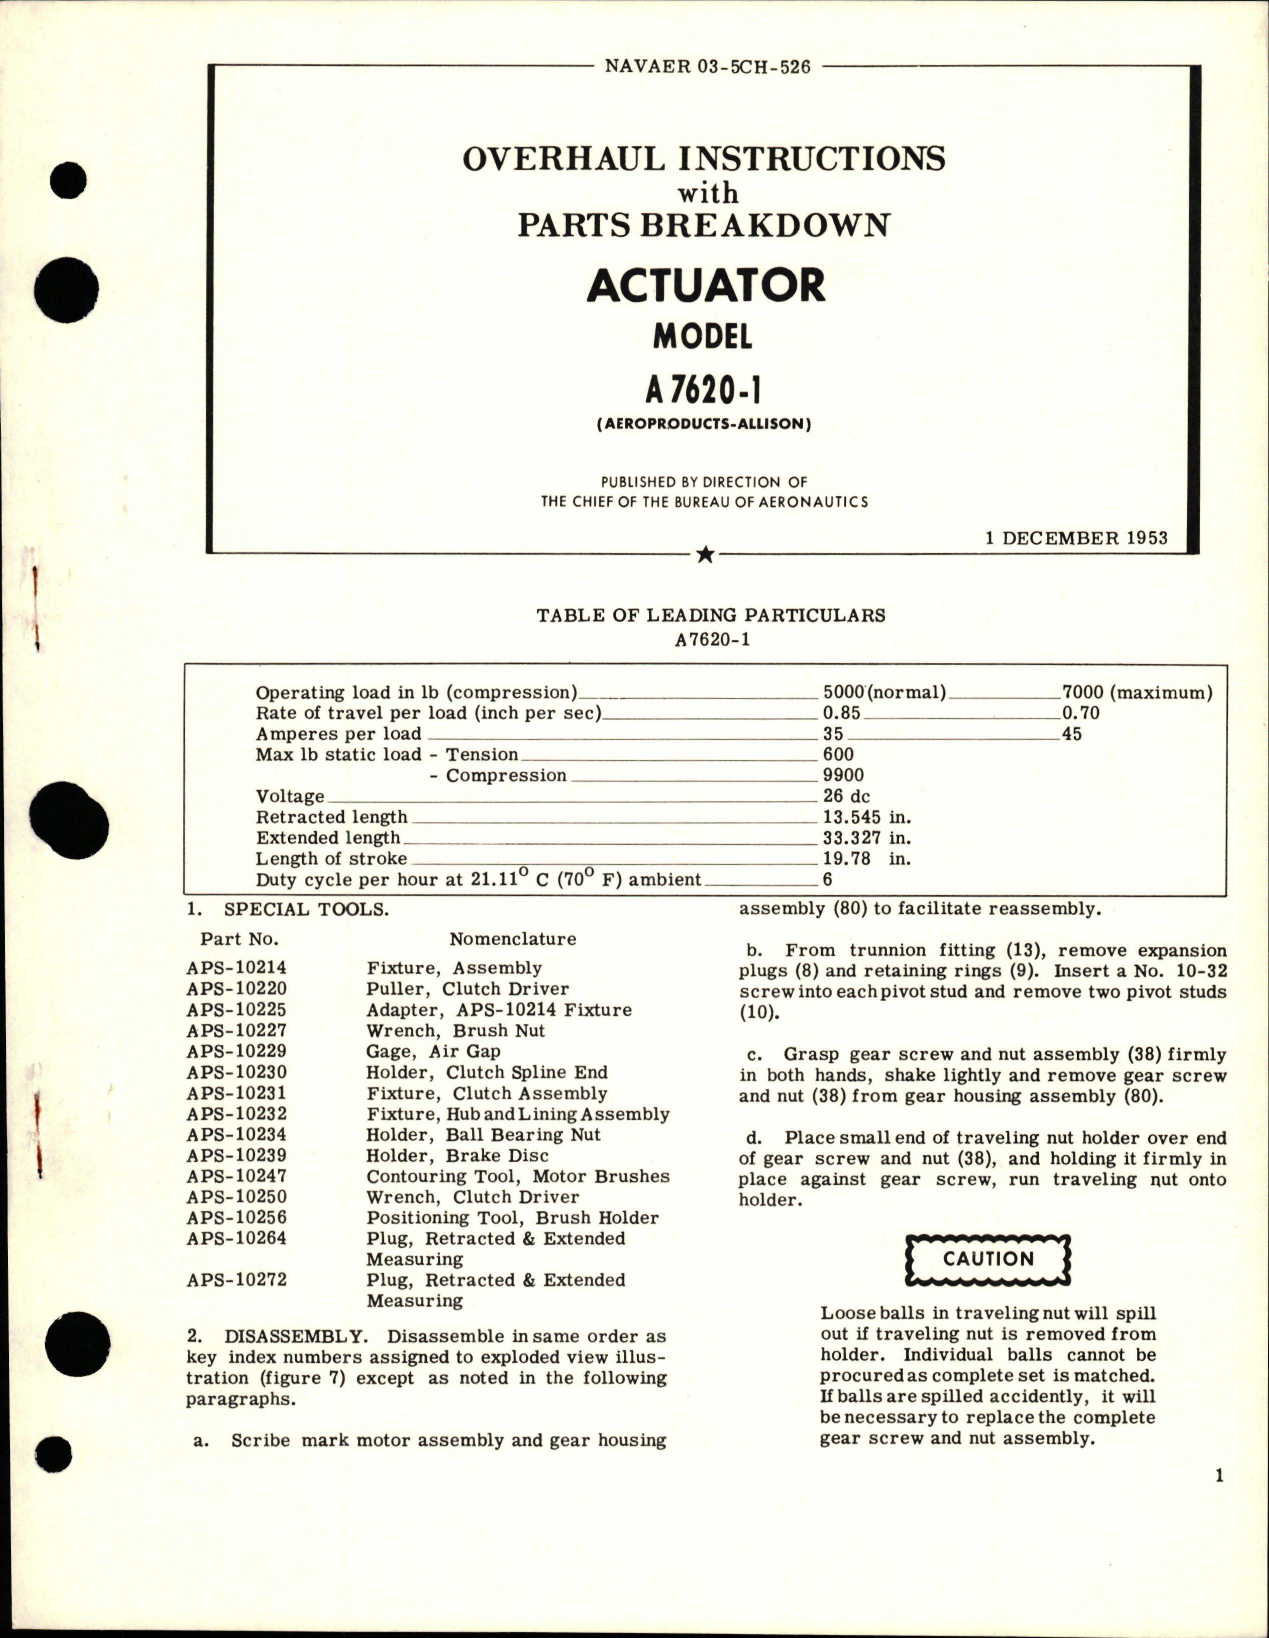 NAVAER 03-5CH-526
OVERHAUL INSTRUCTIONS
with
PARTS BREAKDOWN
ACTUATOR
MODEL
A 7620-1
(AEROPRODUCTS-ALLISON)
PUBLISHED BY DIRECTION OF
THE CHIEF OF THE BUREAU OF AERONAUTICS
1 DECEMBER 1953
TABLE OF LEADING PARTICULARS
A7620-1
Operating load in lb (compression) 5000 (normal) 7000 (maximum)
Rate of travel per load (inch per sec) 0.85 0.70
Amperes per load 35 45
Max lb static load - Tension 600
- Compression 9900
Voltage 26 dc
Retracted length 13.545 in.
Extended length 33.327 in.
Length of stroke 19.78 in.
Duty cycle per hour at 21.11° C (70° F) ambient 6
1. SPECIAL TOOLS.
Part No. Nomenclature
APS-10214 Fixture, Assembly
APS-10220 Puller, Clutch Driver
APS-10225 Adapter, APS-10214 Fixture
APS-10227 Wrench, Brush Nut
APS-10229 Gage, Air Gap
APS-10230 Holder, Clutch Spline End
APS-10231 Fixture, Clutch Assembly
APS-10232 Fixture, Hub and Lining Assembly
APS-10234 Holder, Ball Bearing Nut
APS-10239 Holder, Brake Disc
APS-10247 Contouring Tool, Motor Brushes
APS-10250 Wrench, Clutch Driver
APS-10256 Positioning Tool, Brush Holder
APS-10264 Plug, Retracted & Extended
Measuring
APS-10272 Plug, Retracted & Extended
Measuring
2. DISASSEMBLY. Disassemble in same order as
key index numbers assigned to exploded view illus-
tration (figure 7) except as noted in the following
paragraphs.
a. Scribe mark motor assembly and gear housing
assembly (80) to facilitate reassembly.
b. From trunnion fitting (13), remove expansion
plugs (8) and retaining rings (9). Insert a No. 10-32
screw into each pivot stud and remove two pivot studs
(10).
c. Grasp gear screw and nut assembly (38) firmly
in both hands, shake lightly and remove gear screw
and nut (38) from gear housing assembly (80).
d. Place small end of traveling nut holder over end
of gear screw and nut (38), and holding it firmly in
place against gear screw, run traveling nut onto
holder.
CAUTION
Loose balls in traveling nut will spill
out if traveling nut is removed from
holder. Individual balls cannot be
procured as complete set is matched.
If balls are spilled accidently, it will
be necessary to replace the complete
gear screw and nut assembly.
1